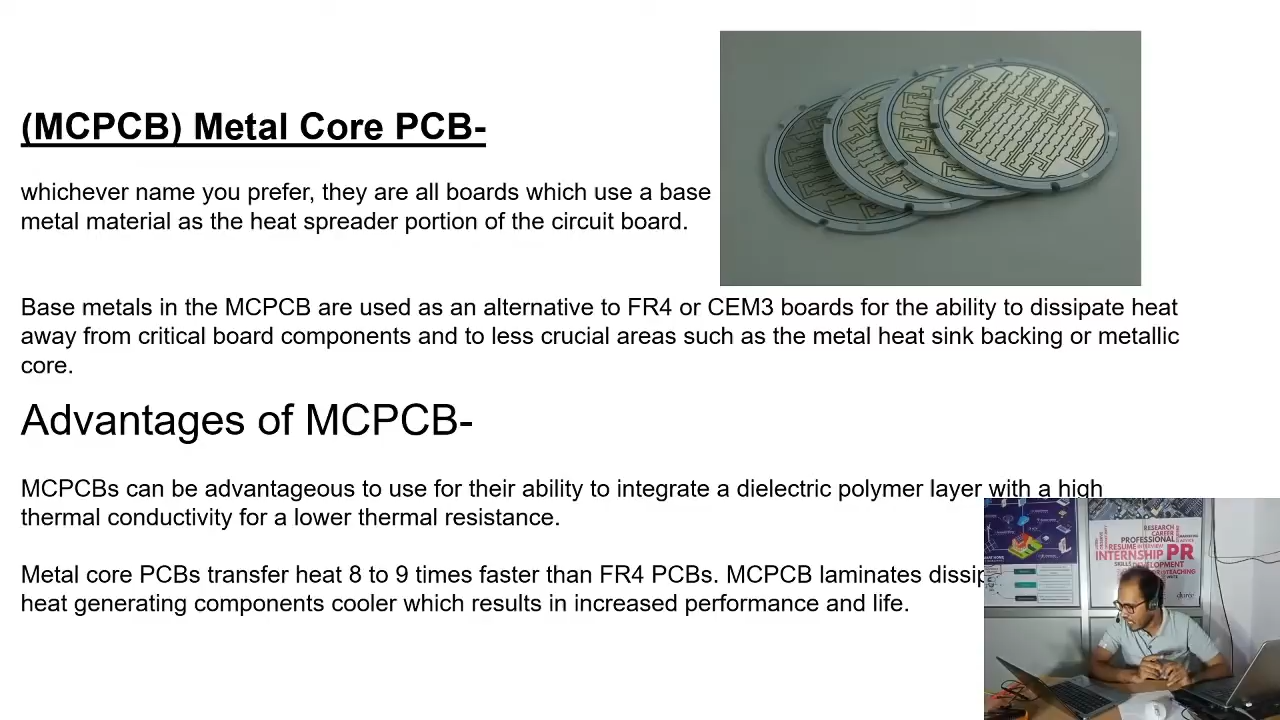 (MCPCB) Metal Core PCB-
whichever name you prefer, they are all boards which use a base
metal material as the heat spreader portion of the circuit board.
Base metals in the MCPCB are used as an alternative to FR4 or CEM3 boards for the ability to dissipate heat
away from critical board components and to less crucial areas such as the metal heat sink backing or metallic
core.
Advantages of MCPCB-
MCPCBs can be advantageous to use for their ability to integrate a dielectric polymer layer with a high
thermal conductivity for a lower thermal resistance.
Metal core PCBs transfer heat 8 to 9 times faster than FR4 PCBs. MCPCB laminates
heat generating components cooler which results in increased performance and life.
RESEARCH
CAREER
PROFESSIONAL
RESUME INTERVIEW
INTERNSHIP PR
SKILLS DEVELOPMENT
TEACHING